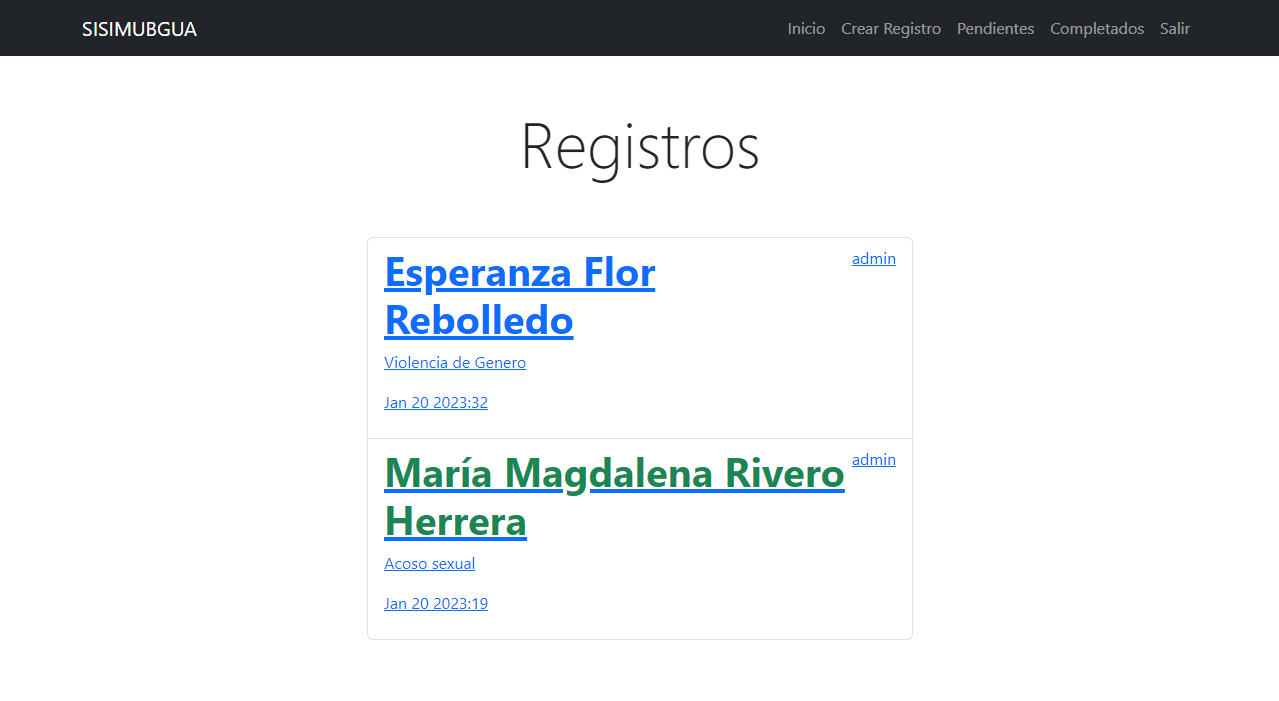 SISIMUBGUA
Inicio Crear Registro Pendientes Completados Salir
Registros
Esperanza Flor
Rebolledo
admin
Violencia de Genero
Jan 20 2023:32
María Magdalena Rivero
Herrera
admin
Acoso sexual
Jan 20 2023:19